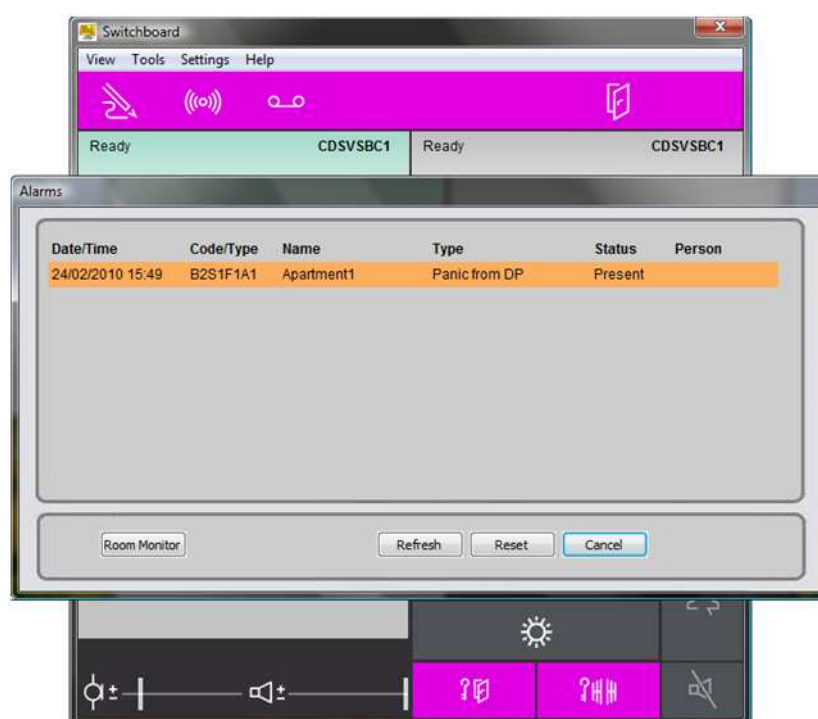 Switchboard
View Tools Settings Help
Ready CDSVSBC1 Ready CDSVSBC1
Alarms
Date/Time Code/Type Name Type Status Person
24/02/2010 15:49 B2S1F1A1 Apartment1 Panic from DP Present
Room Monitor Refresh Reset Cancel